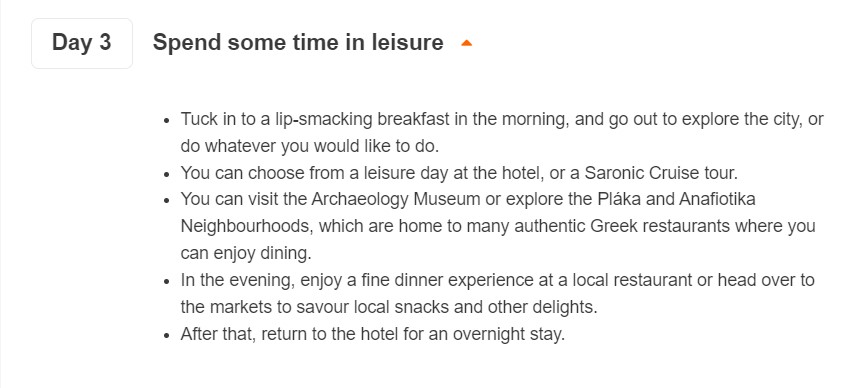 Day 3
Spend some time in leisure
Tuck in to a lip-smacking breakfast in the morning, and go out to explore the city, or
do whatever you would like to do.
You can choose from a leisure day at the hotel, or a Saronic Cruise tour.
You can visit the Archaeology Museum or explore the Pláka and Anafiotika
Neighbourhoods, which are home to many authentic Greek restaurants where you
can enjoy dining.
In the evening, enjoy a fine dinner experience at a local restaurant or head over to
the markets to savour local snacks and other delights.
After that, return to the hotel for an overnight stay.